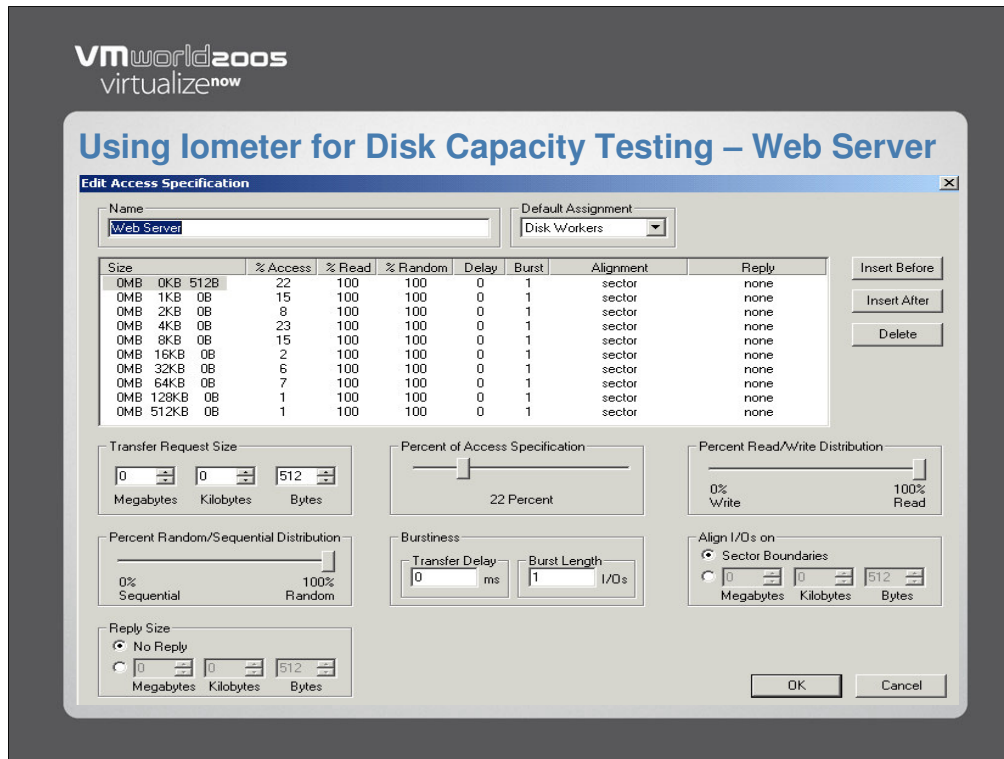 VMworld2005
virtualizenow
Using Iometer for Disk Capacity Testing – Web Server
Edit Access Specification
Name
Web Server
Default Assignment
Disk Workers
Size % Access % Read % Random Delay Burst Alignment Reply
0MB 0KB 512B 22 100 100 0 1 sector none
0MB 1KB 0B 15 100 100 0 1 sector none
0MB 2KB 0B 8 100 100 0 1 sector none
0MB 4KB 0B 23 100 100 0 1 sector none
0MB 8KB 0B 15 100 100 0 1 sector none
0MB 16KB 0B 2 100 100 0 1 sector none
0MB 32KB 0B 6 100 100 0 1 sector none
0MB 64KB 0B 7 100 100 0 1 sector none
0MB 128KB 0B 1 100 100 0 1 sector none
0MB 512KB 0B 1 100 100 0 1 sector none
Insert Before
Insert After
Delete
Transfer Request Size
0 0 512
Megabytes Kilobytes Bytes
Percent of Access Specification
22 Percent
Percent Read/Write Distribution
0% 100%
Write Read
Percent Random/Sequential Distribution
0% 100%
Sequential Random
Burstiness
Transfer Delay Burst Length
0 ms 1 I/Os
Align I/Os on
Sector Boundaries
0 0 512
Megabytes Kilobytes Bytes
Reply Size
No Reply
0 0 512
Megabytes Kilobytes Bytes
OK Cancel